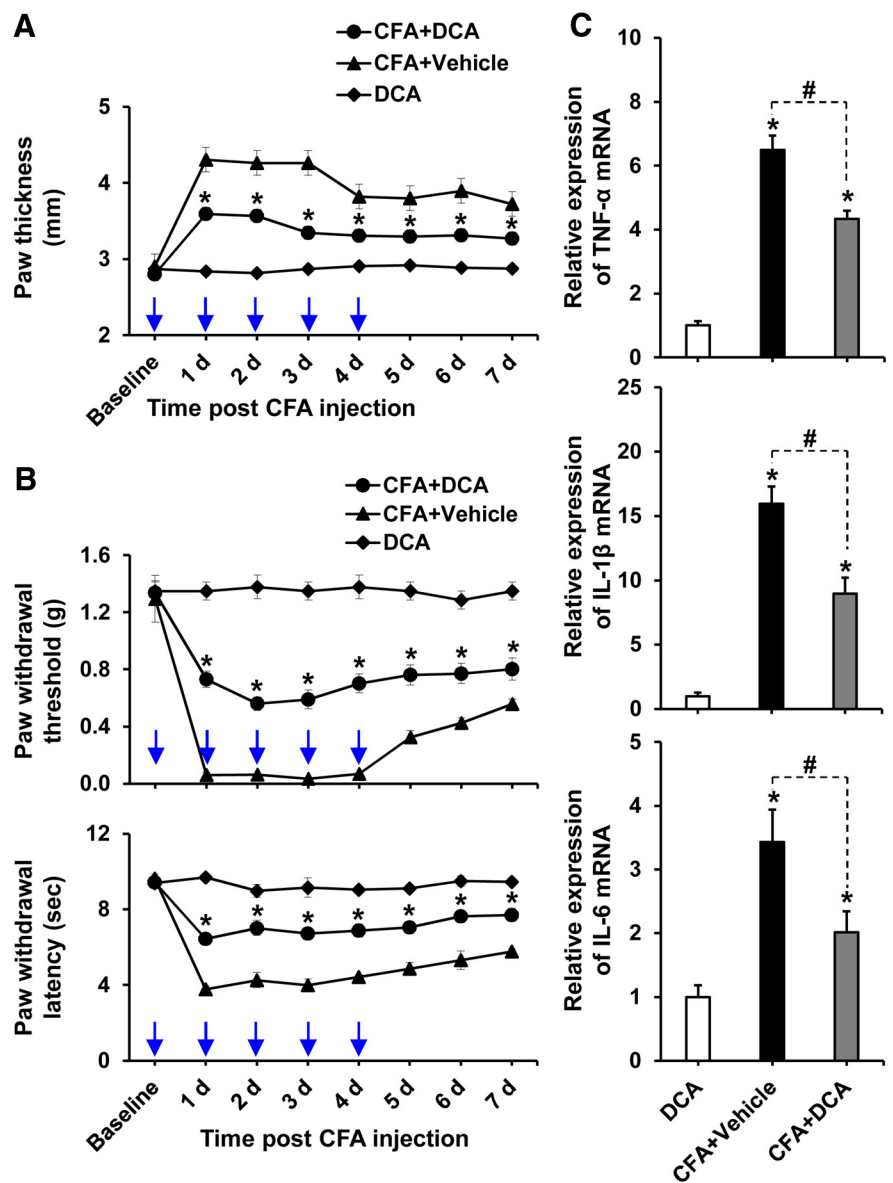 A
CFA+DCA
CFA+Vehicle
DCA
Paw thickness
(mm)
5
4
3
2
Baseline
1 d
2 d
3 d
4 d
5 d
6 d
7 d
* * * * * * *
Time post CFA injection
B
CFA+DCA
CFA+Vehicle
DCA
Paw withdrawal
threshold (g)
1.6
1.2
0.8
0.4
0.0
* * * * * * *
Paw withdrawal
latency (sec)
12
8
4
0
* * * * * * *
Baseline
1 d
2 d
3 d
4 d
5 d
6 d
7 d
Time post CFA injection
C
Relative expression
of TNF-α mRNA
10
8
6
4
2
0
#
*
*
Relative expression
of IL-1β mRNA
25
20
15
10
5
0
#
*
*
Relative expression
of IL-6 mRNA
5
4
3
2
1
0
#
*
*
DCA
CFA+Vehicle
CFA+DCA